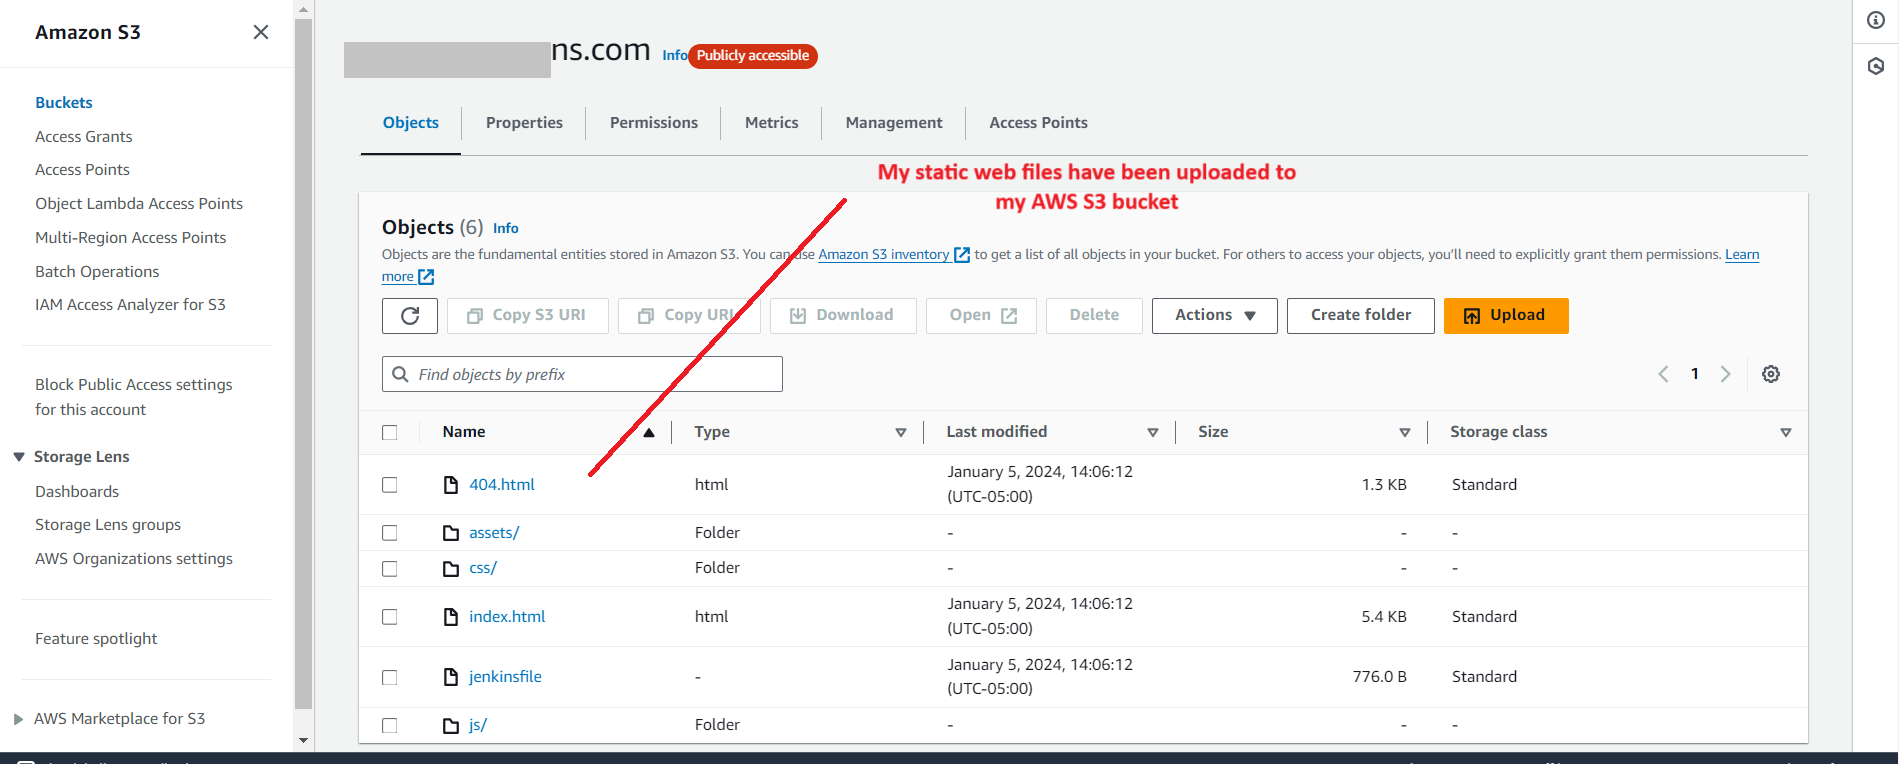 Amazon S3
Buckets
Access Grants
Access Points
Object Lambda Access Points
Multi-Region Access Points
Batch Operations
IAM Access Analyzer for S3
Block Public Access settings
for this account
Storage Lens
Dashboards
Storage Lens groups
AWS Organizations settings
Feature spotlight
AWS Marketplace for S3
ns.com Info Publicly accessible
Objects Properties Permissions Metrics Management Access Points
My static web files have been uploaded to
my AWS S3 bucket
Objects (6) Info
Objects are the fundamental entities stored in Amazon S3. You can use Amazon S3 inventory to get a list of all objects in your bucket. For others to access your objects, you'll need to explicitly grant them permissions. Learn
more
Copy S3 URI Copy URL Download Open Delete Actions Create folder Upload
Find objects by prefix 1
Name Type Last modified Size Storage class
404.html html January 5, 2024, 14:06:12 (UTC-05:00) 1.3 KB Standard
assets/ Folder - - -
css/ Folder - - -
index.html html January 5, 2024, 14:06:12 (UTC-05:00) 5.4 KB Standard
jenkinsfile - January 5, 2024, 14:06:12 (UTC-05:00) 776.0 B Standard
js/ Folder - - -